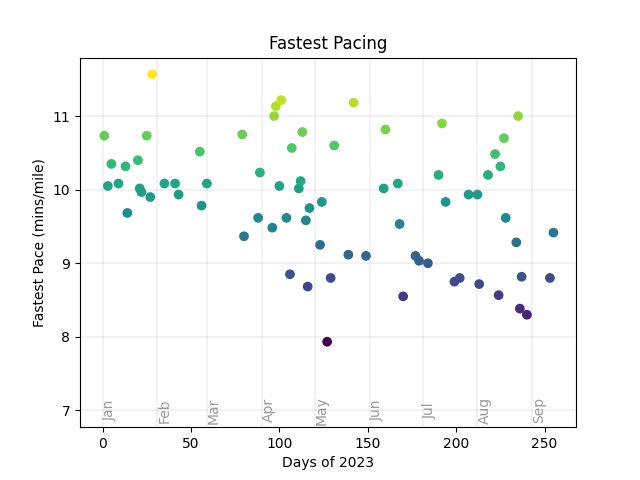 Fastest Pacing
Fastest Pace (mins/mile)
11
10
9
8
7
Jan
Feb
Mar
Apr
May
Jun
Jul
Aug
Sep
0
50
100
150
200
250
Days of 2023